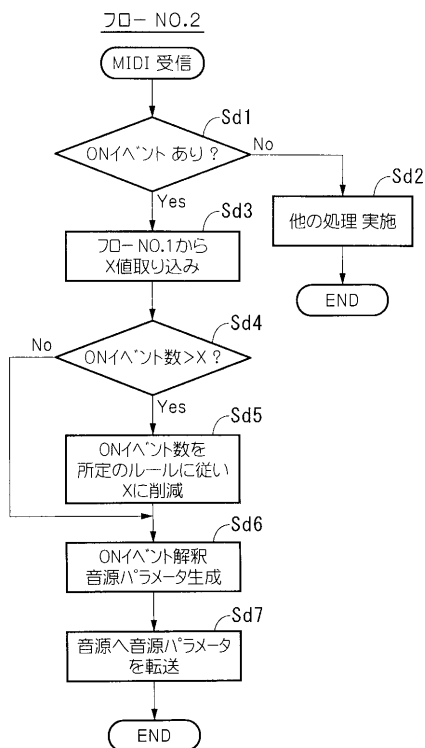 フロー NO.2
MIDI 受信
Sd1
ONイベント あり ?
No
Yes
Sd2
他の処理 実施
END
Sd3
フロー NO.1から
X値取り込み
Sd4
ONイベント数>X ?
No
Yes
Sd5
ONイベント数を
所定のルールに従い
Xに削減
Sd6
ONイベント解釈
音源パラメータ生成
Sd7
音源へ音源パラメータ
を転送
END